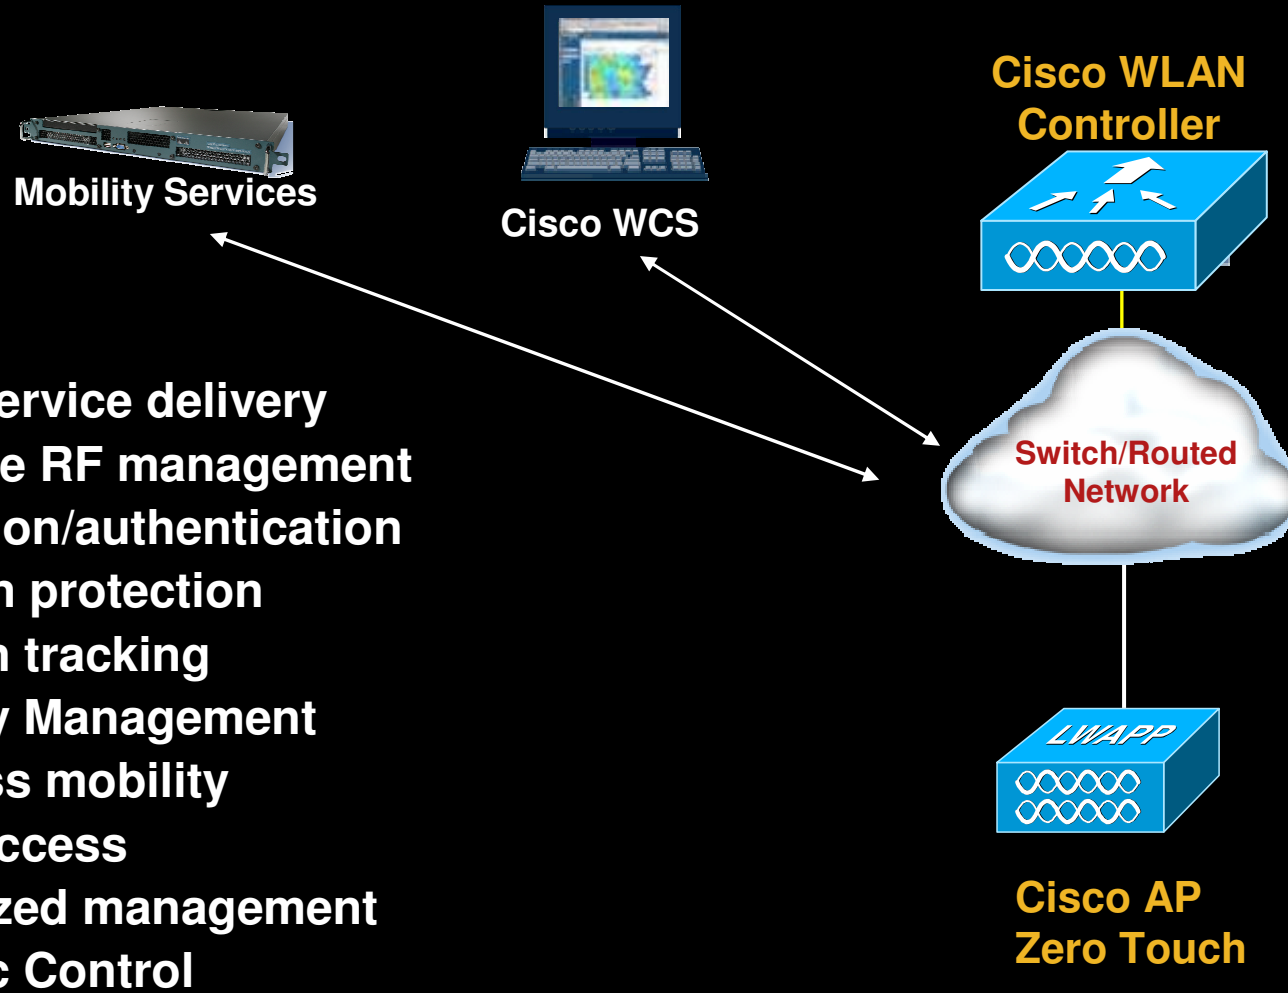 Cisco WLAN
Controller
Mobility Services
Cisco WCS
ervice delivery
e RF management
on/authentication
n protection
n tracking
y Management
ss mobility
ccess
zed management
c Control
Switch/Routed
Network
LWAPP
Cisco AP
Zero Touch